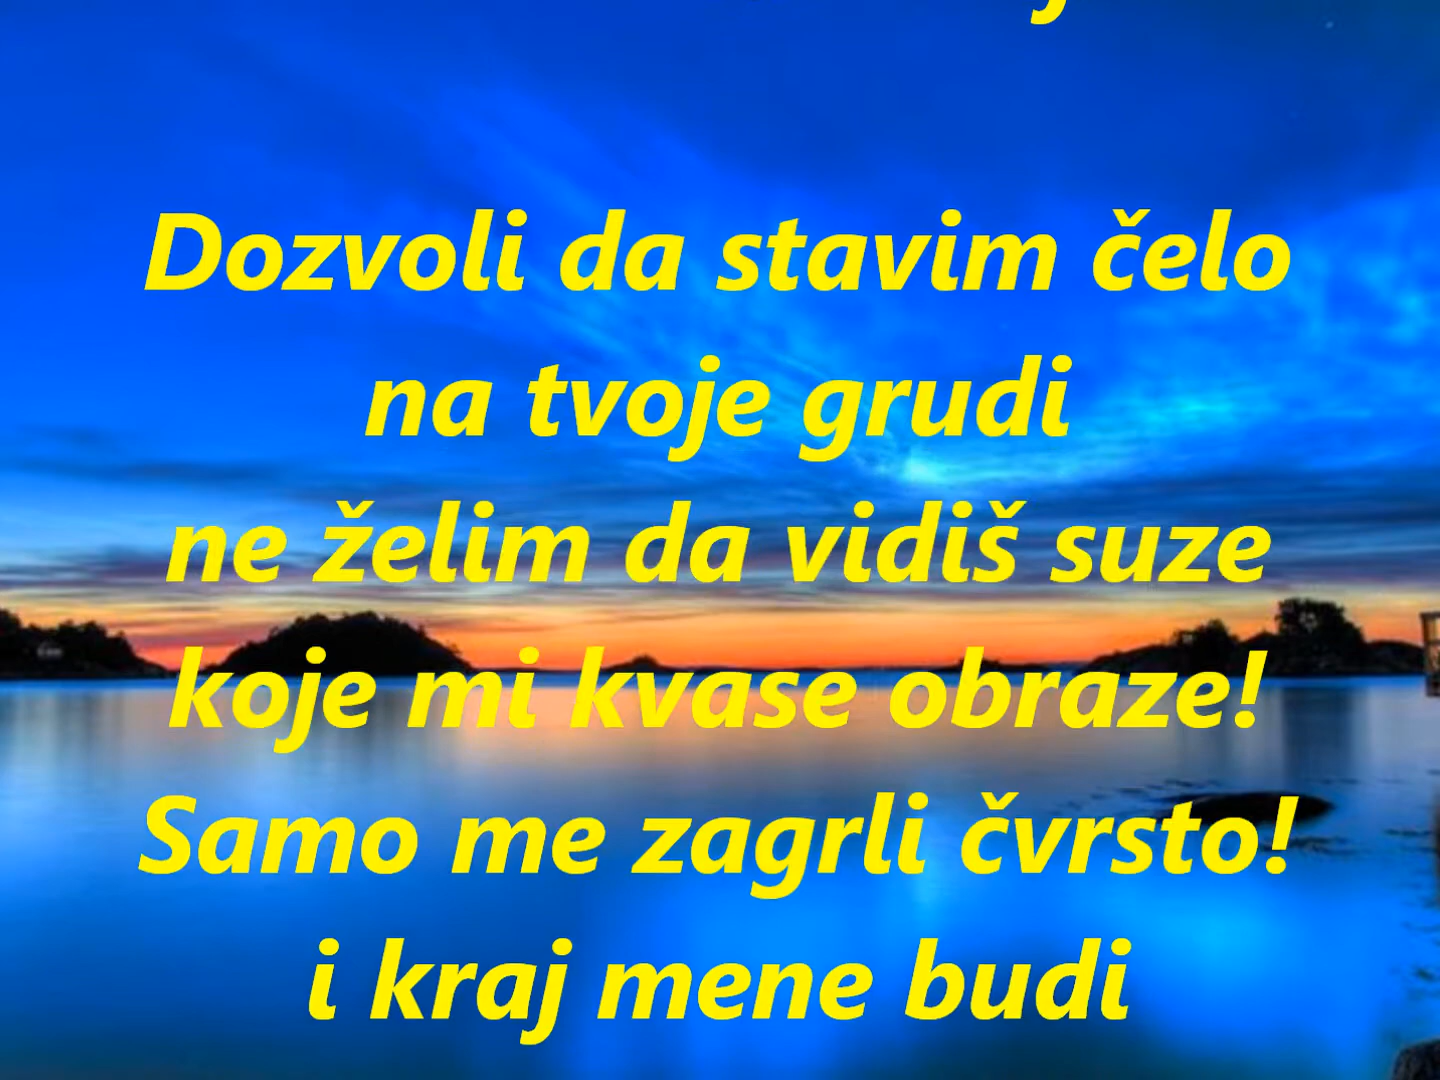 Dozvoli da stavim čelo
na tvoje grudi
ne želim da vidiš suze
koje mi kvase obraze!
Samo me zagrli čvrsto!
i kraj mene budi